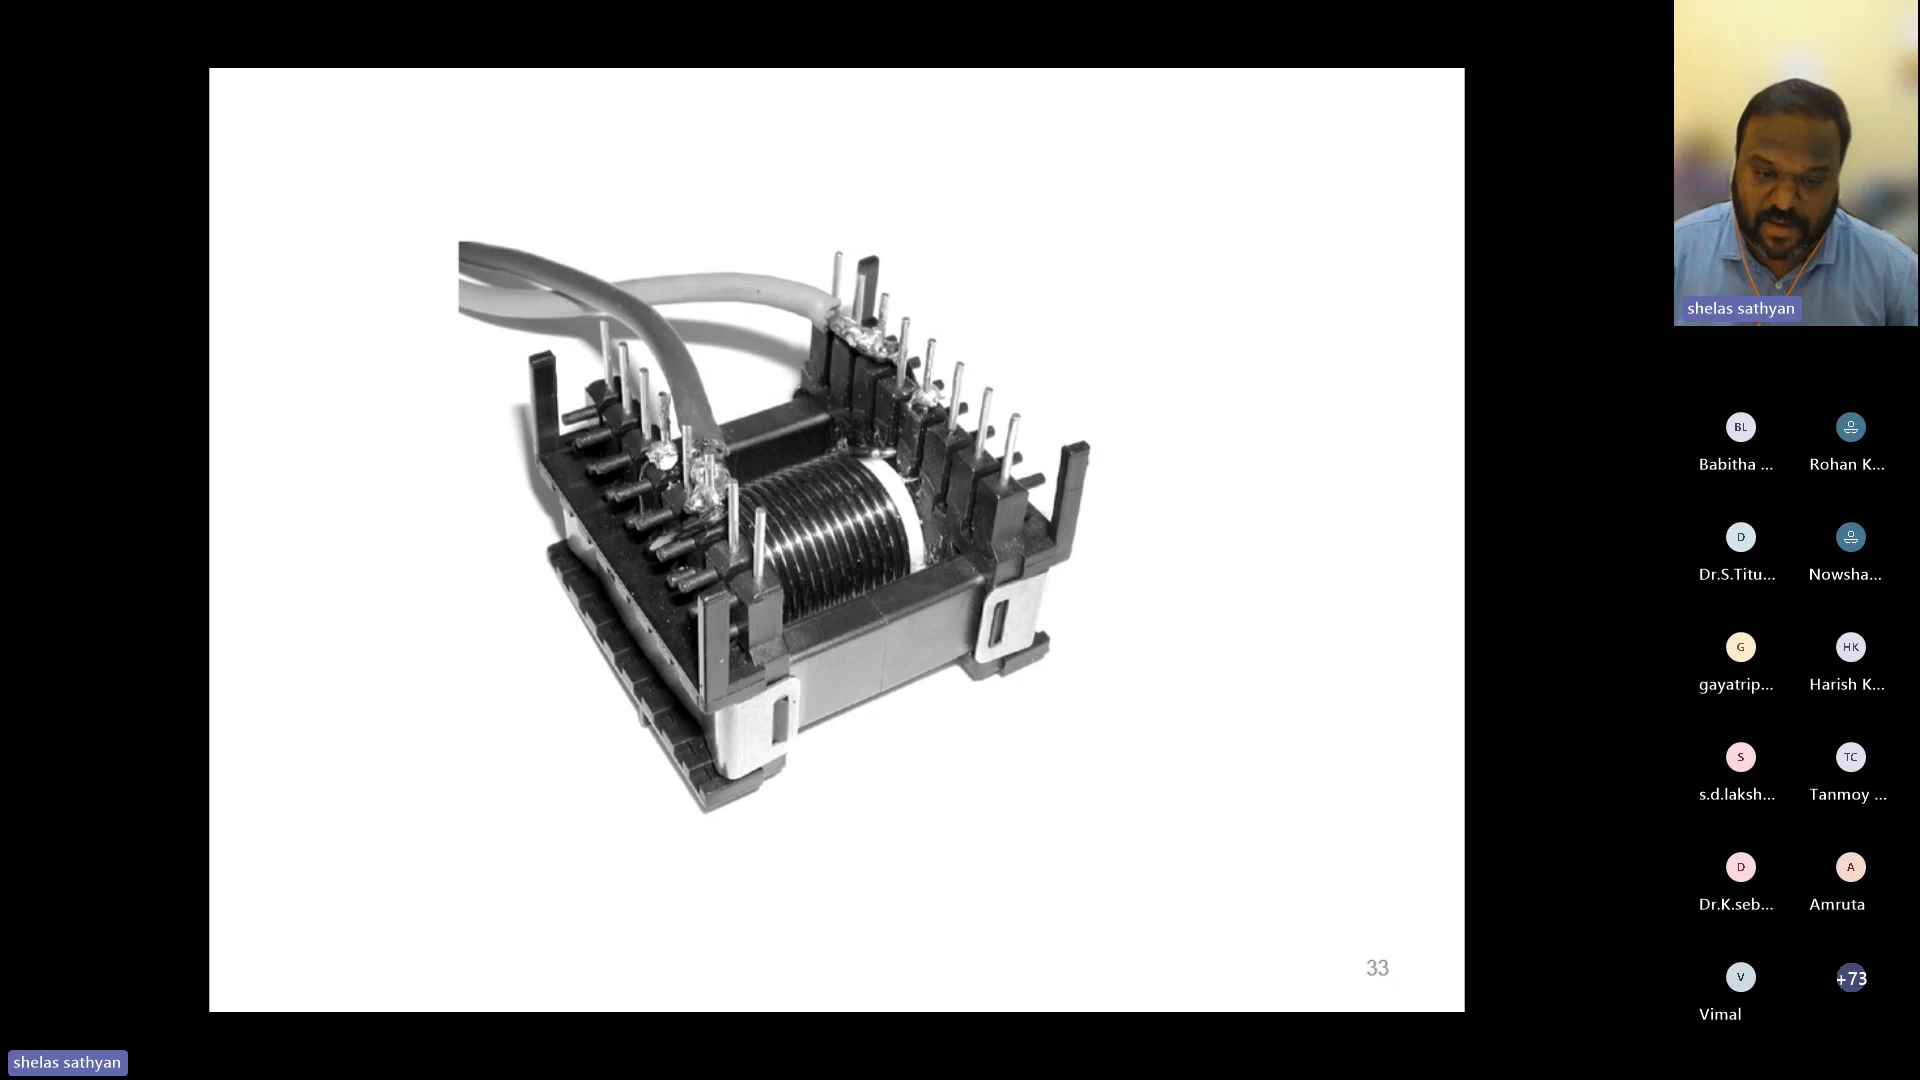 shelas sathyan
BL
Babitha ...
Rohan K...
D
Dr.S.Titu...
Nowsha...
G
gayatrip...
HK
Harish K...
S
s.d.laksh...
TC
Tanmoy ...
D
Dr.K.seb...
A
Amruta
V
Vimal
+73
33
shelas sathyan